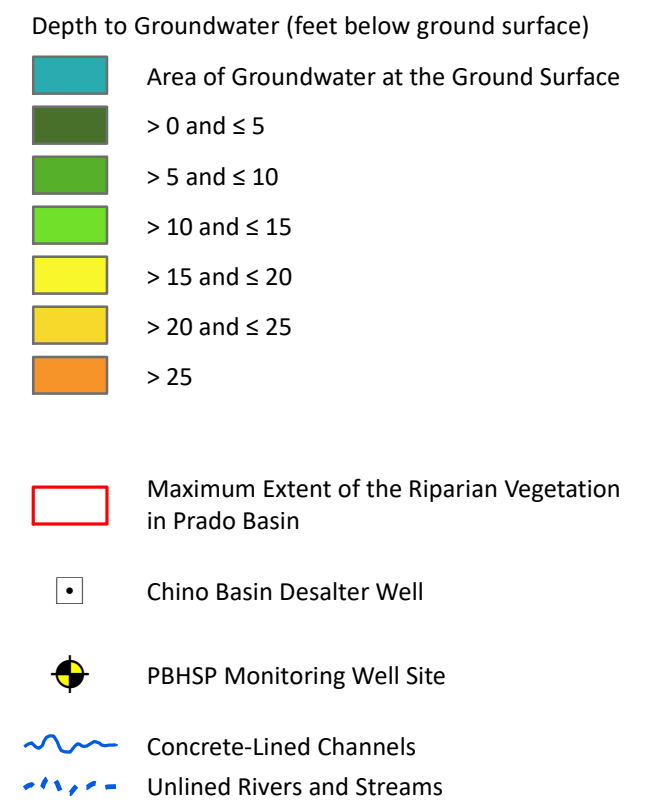 Depth to Groundwater (feet below ground surface)
Area of Groundwater at the Ground Surface
> 0 and ≤ 5
> 5 and ≤ 10
> 10 and ≤ 15
> 15 and ≤ 20
> 20 and ≤ 25
> 25
Maximum Extent of the Riparian Vegetation
in Prado Basin
Chino Basin Desalter Well
PBHSP Monitoring Well Site
Concrete-Lined Channels
Unlined Rivers and Streams